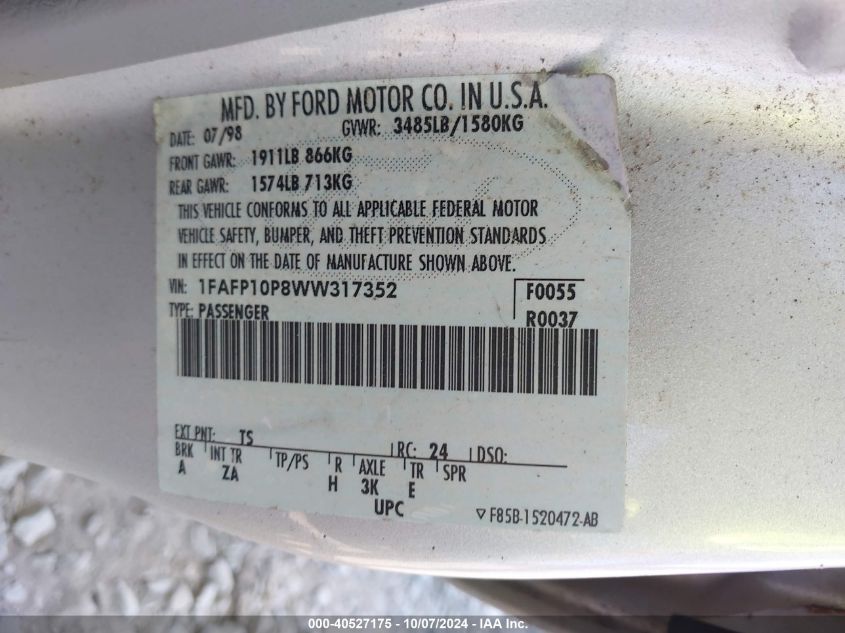 MFD. BY FORD MOTOR CO. IN U.S.A.
DATE: 07/98 GVWR: 3485LB/1580KG
FRONT GAWR: 1911LB 866KG
REAR GAWR: 1574LB 713KG
THIS VEHICLE CONFORMS TO ALL APPLICABLE FEDERAL MOTOR
VEHICLE SAFETY, BUMPER, AND THEFT PREVENTION STANDARDS
IN EFFECT ON THE DATE OF MANUFACTURE SHOWN ABOVE.
VIN: 1FAFP10P8WW317352 F0055
TYPE: PASSENGER R0037
EXT PNT: TS RC: 24 DSO:
BRK INT TR TP/PS R AXLE TR SPR
A ZA H 3K E
UPC ▽ F85B-1520472-AB
000-40527175 - 10/07/2024 - IAA Inc.